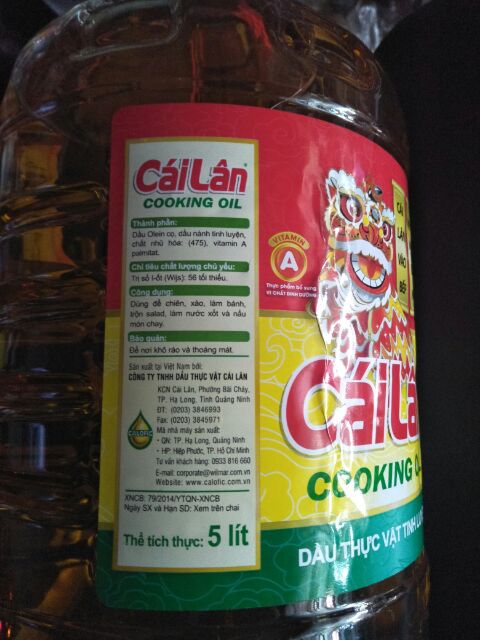 CáiLân
COOKING OIL
Thành phần:
Dầu Olein cọ, dầu nành tinh luyện,
chất nhũ hóa: (475), vitamin A
palmitat.
Chỉ tiêu chất lượng chủ yếu:
Trị số I-ốt (Wijs): 56 tối thiểu.
Công dụng:
Dùng để chiên, xào, làm bánh,
trộn salad, làm nước xốt và nấu
món chay.
Bảo quản:
Để nơi khô ráo và thoáng mát.
Sản xuất tại Việt Nam bởi:
CÔNG TY TNHH DẦU THỰC VẬT CÁI LÂN
KCN Cái Lân, Phường Bãi Cháy,
TP. Hạ Long, Tỉnh Quảng Ninh
ĐT: (0203) 3846993
Fax: (0203) 3845971
Mã nhà máy sản xuất:
• QN: TP. Hạ Long, Quảng Ninh
• HP: Hiệp Phước, TP. Hồ Chí Minh
Tư vấn khách hàng: 0933 816 660
E-mail: corporate@wilmar.com.vn
Website: www.calofic.com.vn
CALOFIC
XNCB: 79/2014/YTQN-XNCB
Ngày SX và Hạn SD: Xem trên chai
Thể tích thực: 5 lít
VITAMIN
A
Thực phẩm bổ sung
VI CHẤT DINH DƯỠNG
CÁI
LÂN
VÀO
BẾP
CáiLâ
COOKING O
DẦU THỰC VẬT TINH LU